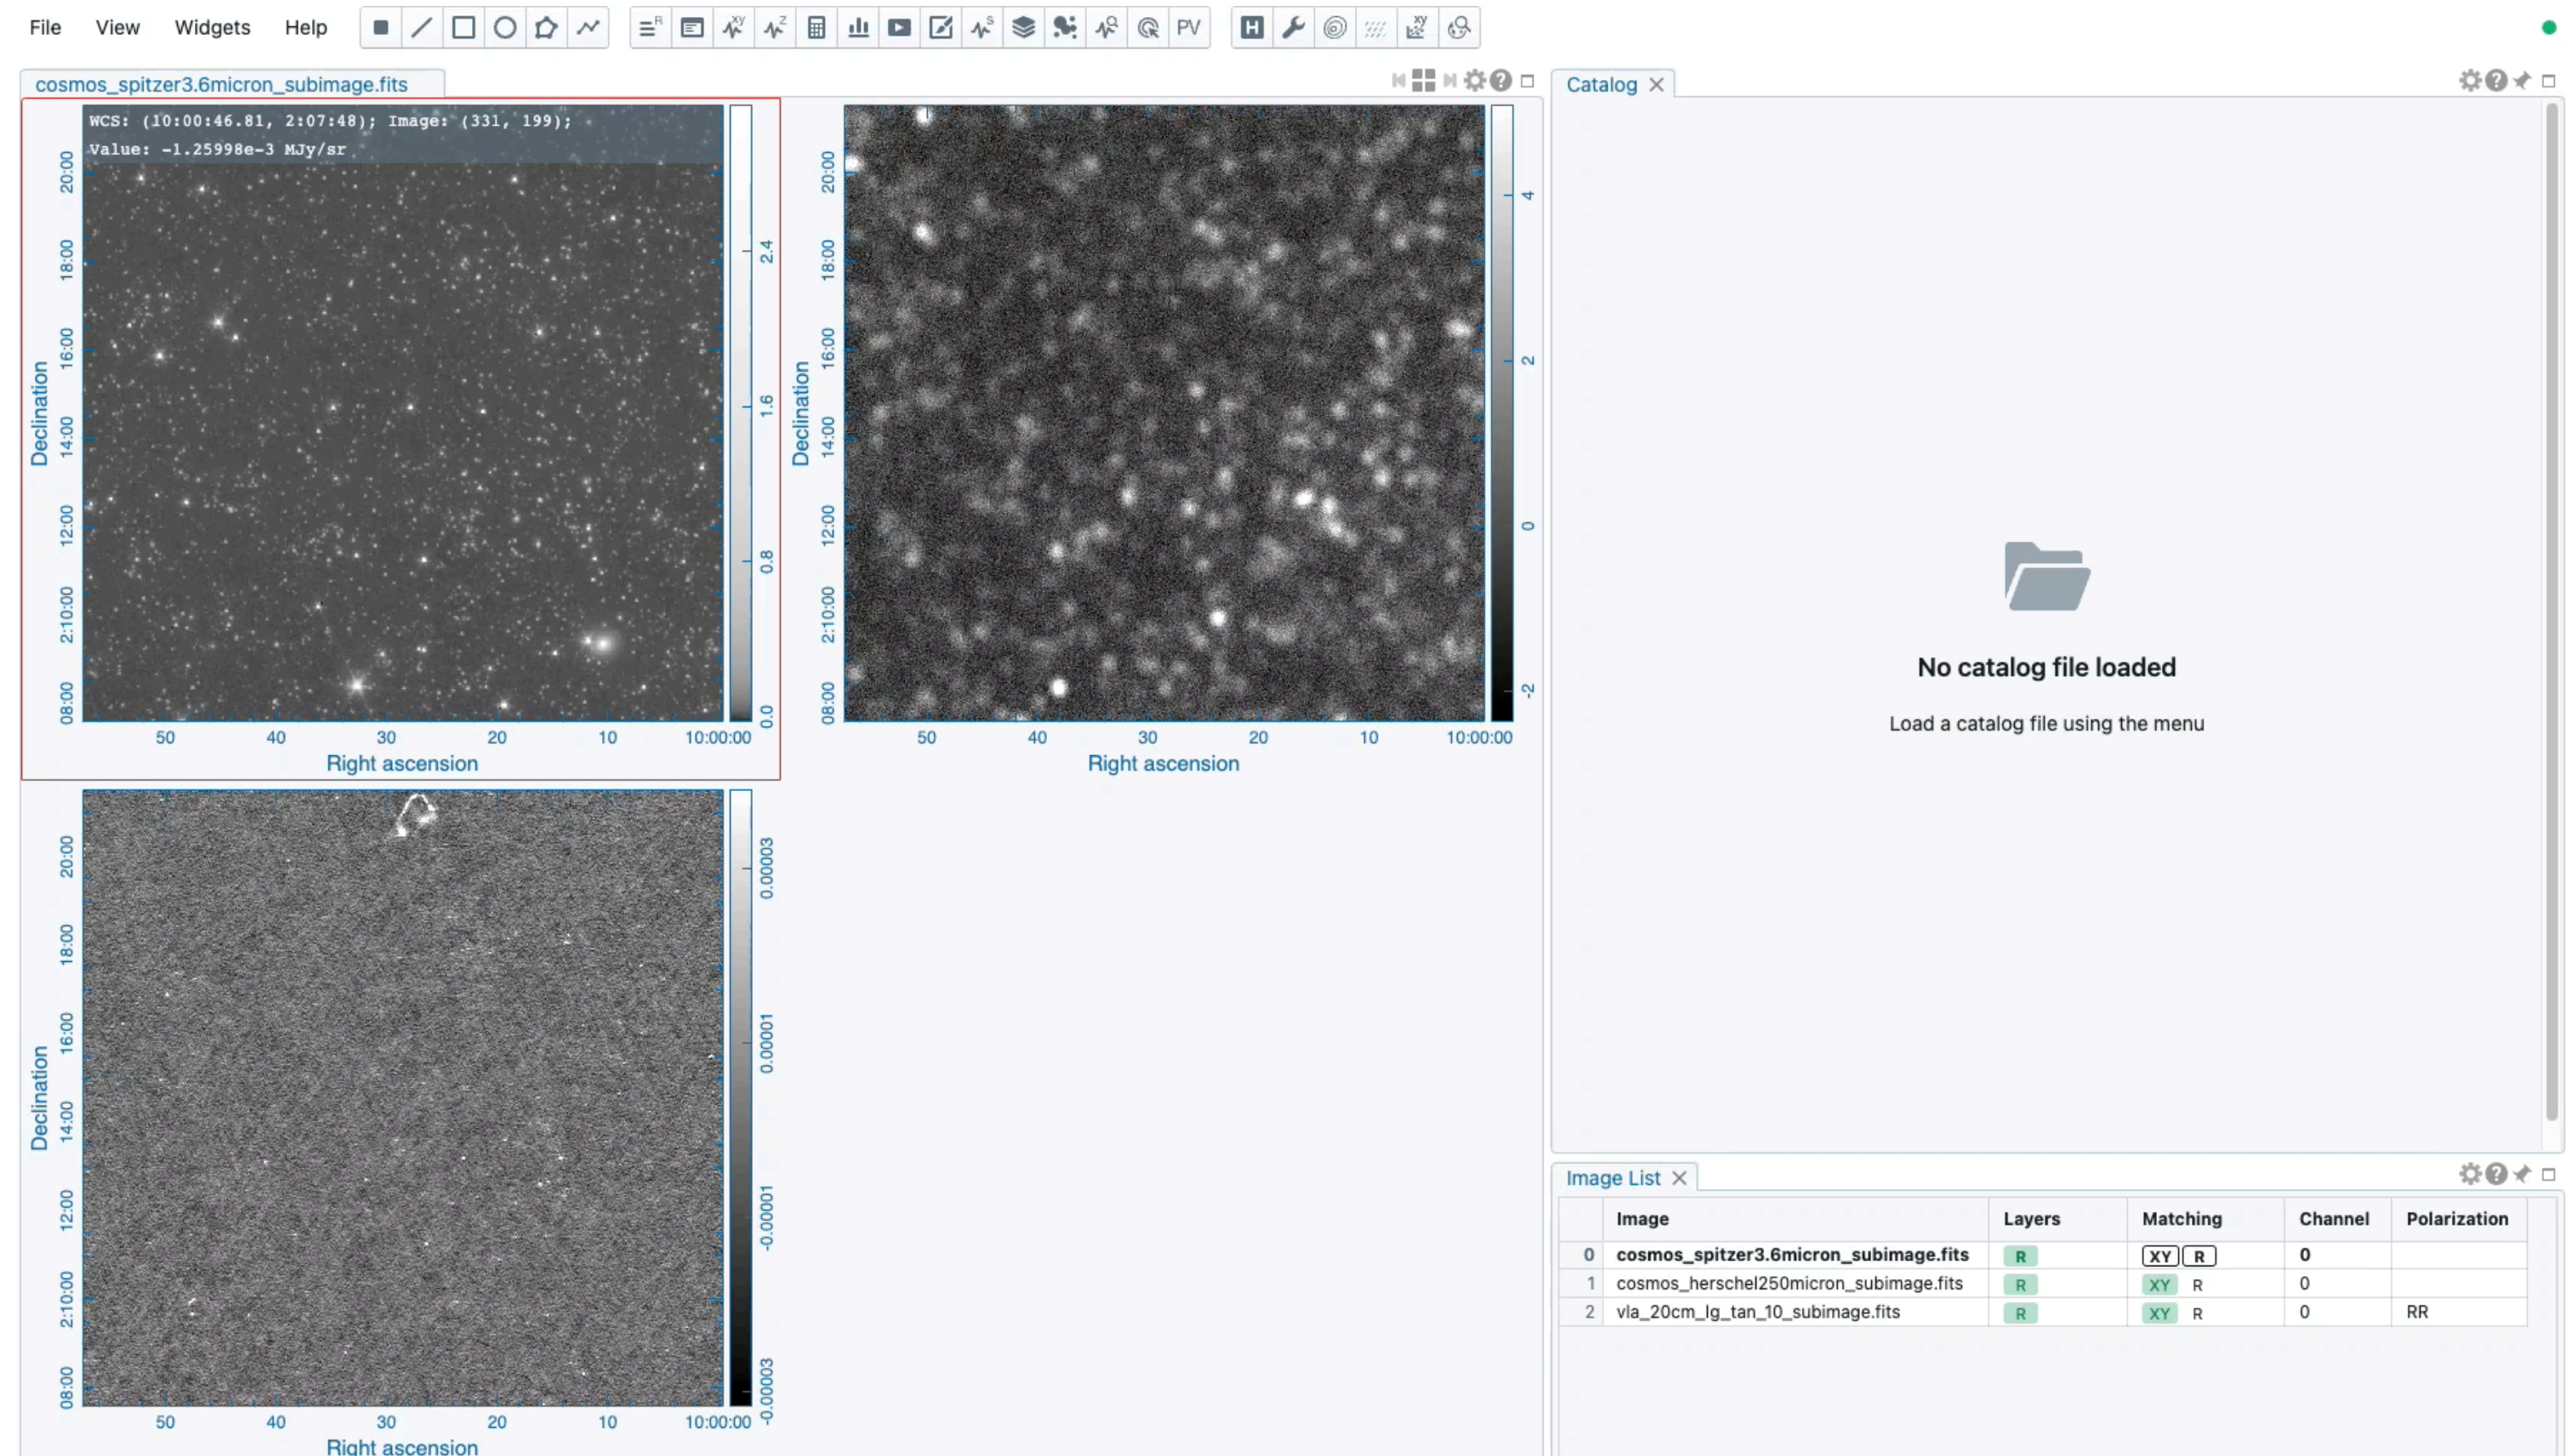 File View Widgets Help
R XY Z S PV H xy
cosmos_spitzer3.6micron_subimage.fits
WCS: (10:00:46.81, 2:07:48); Image: (331, 199);
Value: -1.25998e-3 MJy/sr
Declination
20:00
18:00
16:00
14:00
12:00
2:10:00
08:00
2.4
1.6
0.8
0.0
50 40 30 20 10 10:00:00
Right ascension
Declination
20:00
18:00
16:00
14:00
12:00
2:10:00
08:00
4
2
0
-2
50 40 30 20 10 10:00:00
Right ascension
Declination
20:00
18:00
16:00
14:00
12:00
2:10:00
08:00
0.00003
0.00001
-0.00001
-0.00003
50 40 30 20 10 10:00:00
Right ascension
Catalog
No catalog file loaded
Load a catalog file using the menu
Image List
Image Layers Matching Channel Polarization
0 cosmos_spitzer3.6micron_subimage.fits R XY R 0
1 cosmos_herschel250micron_subimage.fits R XY R 0
2 vla_20cm_lg_tan_10_subimage.fits R XY R 0 RR